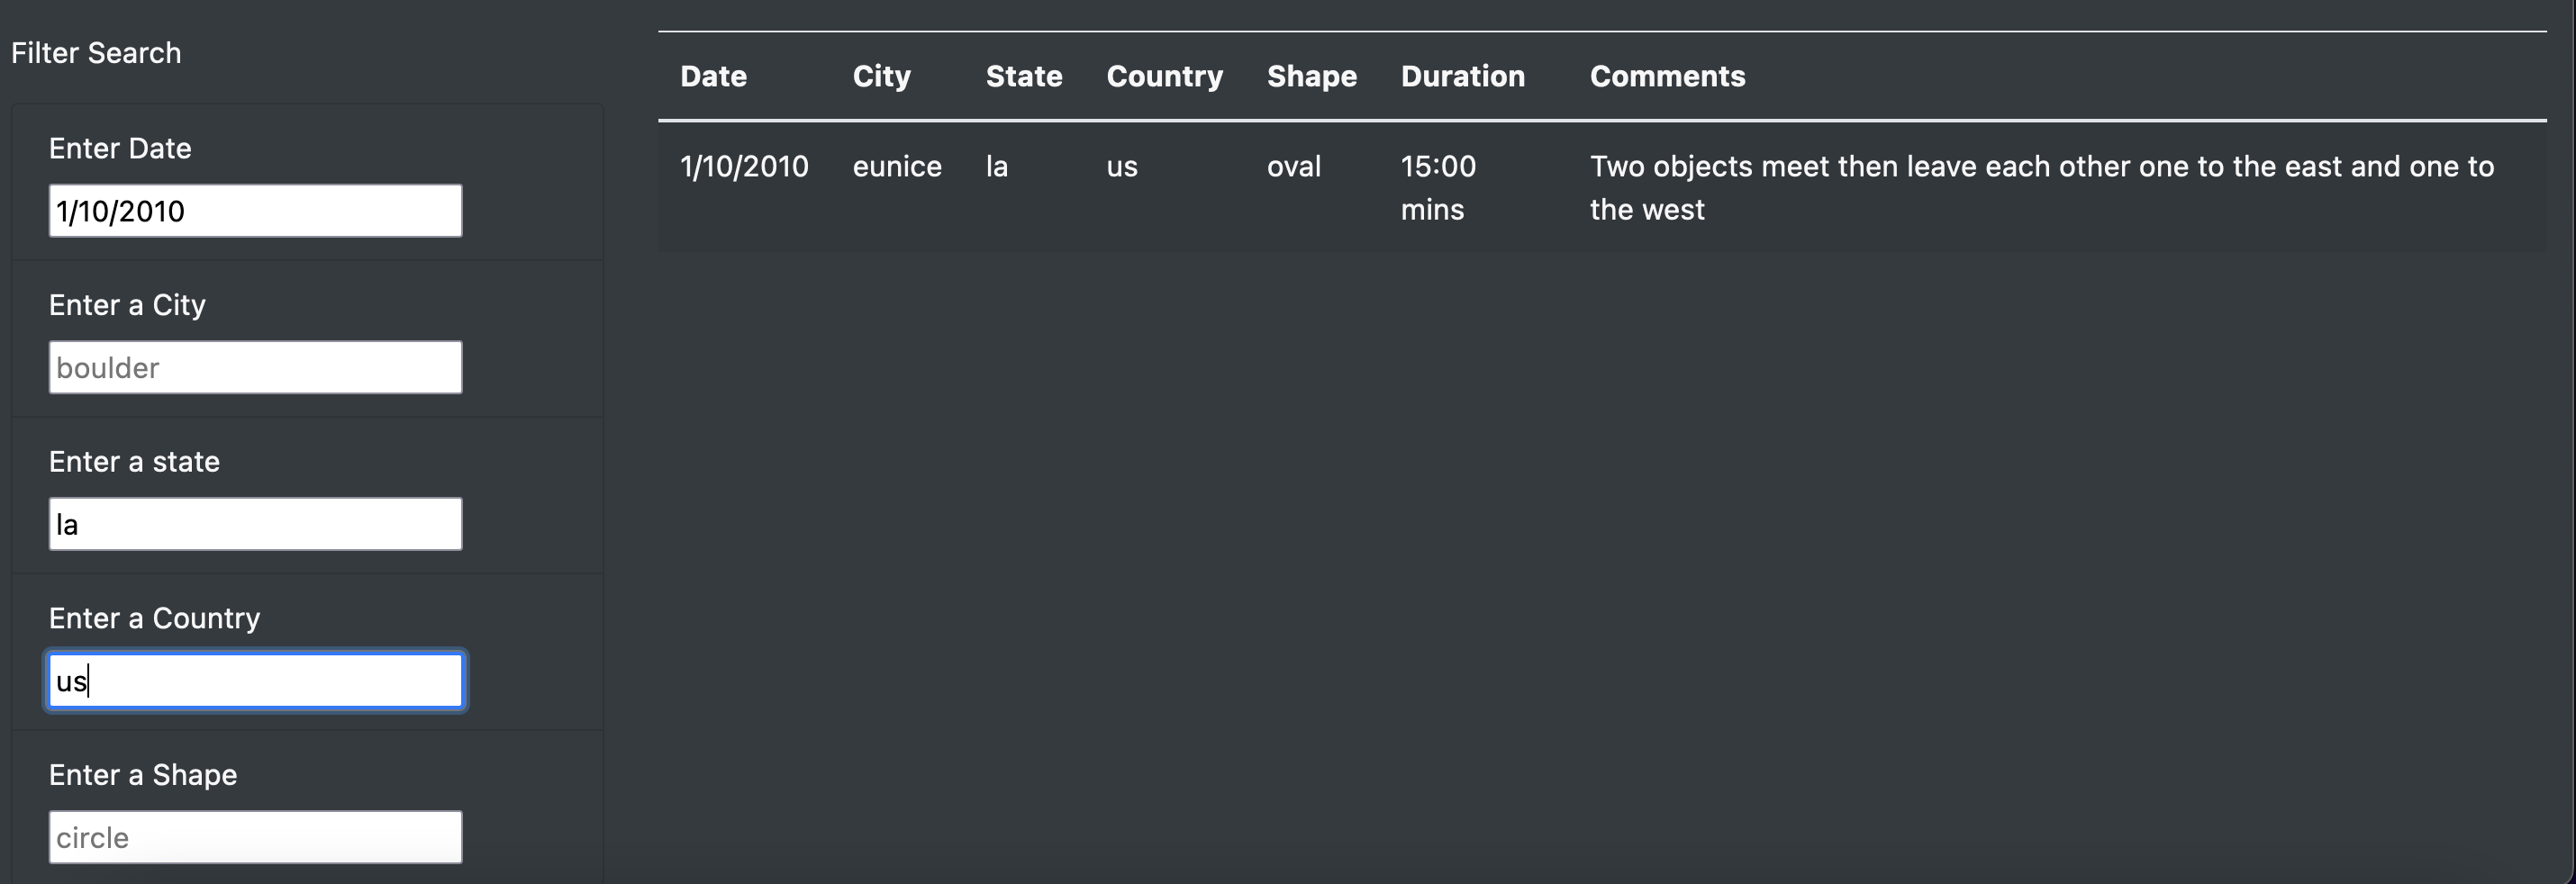 Filter Search
Enter Date
1/10/2010
Enter a City
boulder
Enter a state
la
Enter a Country
us
Enter a Shape
circle
Date City State Country Shape Duration Comments
1/10/2010 eunice la us oval 15:00 mins Two objects meet then leave each other one to the east and one to
the west